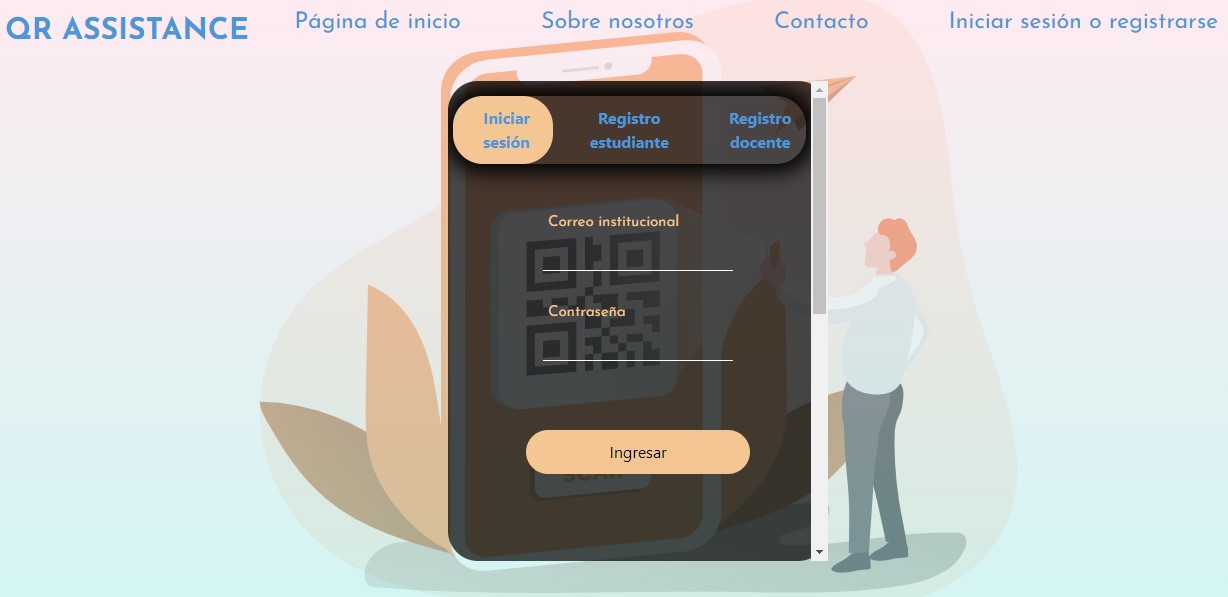 QR ASSISTANCE
Página de inicio
Sobre nosotros
Contacto
Iniciar sesión o registrarse
Iniciar sesión
Registro estudiante
Registro docente
Correo institucional
Contraseña
Ingresar
SCAN